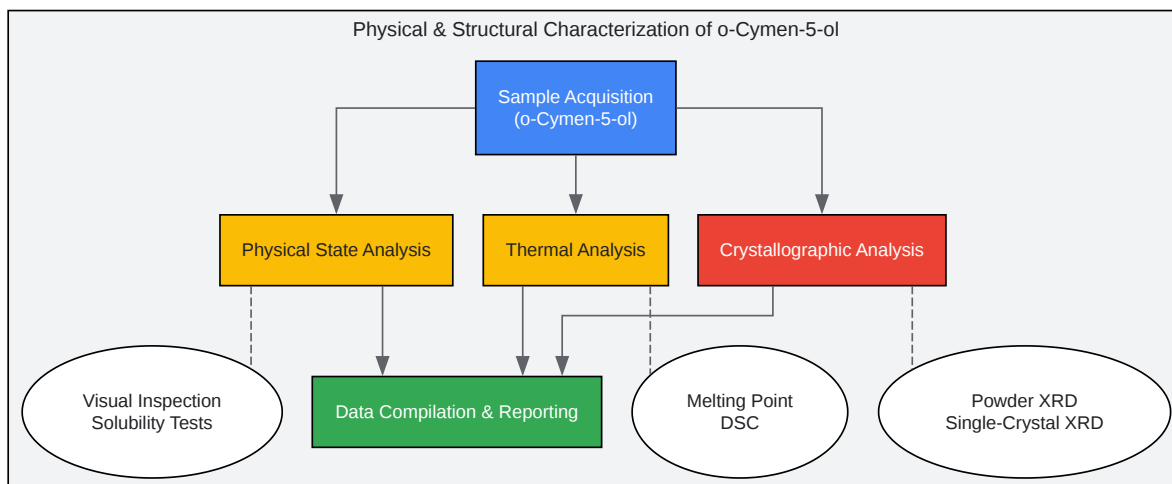 Physical & Structural Characterization of o-Cymen-5-ol
Sample Acquisition
(o-Cymen-5-ol)
Physical State Analysis
Thermal Analysis
Crystallographic Analysis
Visual Inspection
Solubility Tests
Data Compilation & Reporting
Melting Point
DSC
Powder XRD
Single-Crystal XRD